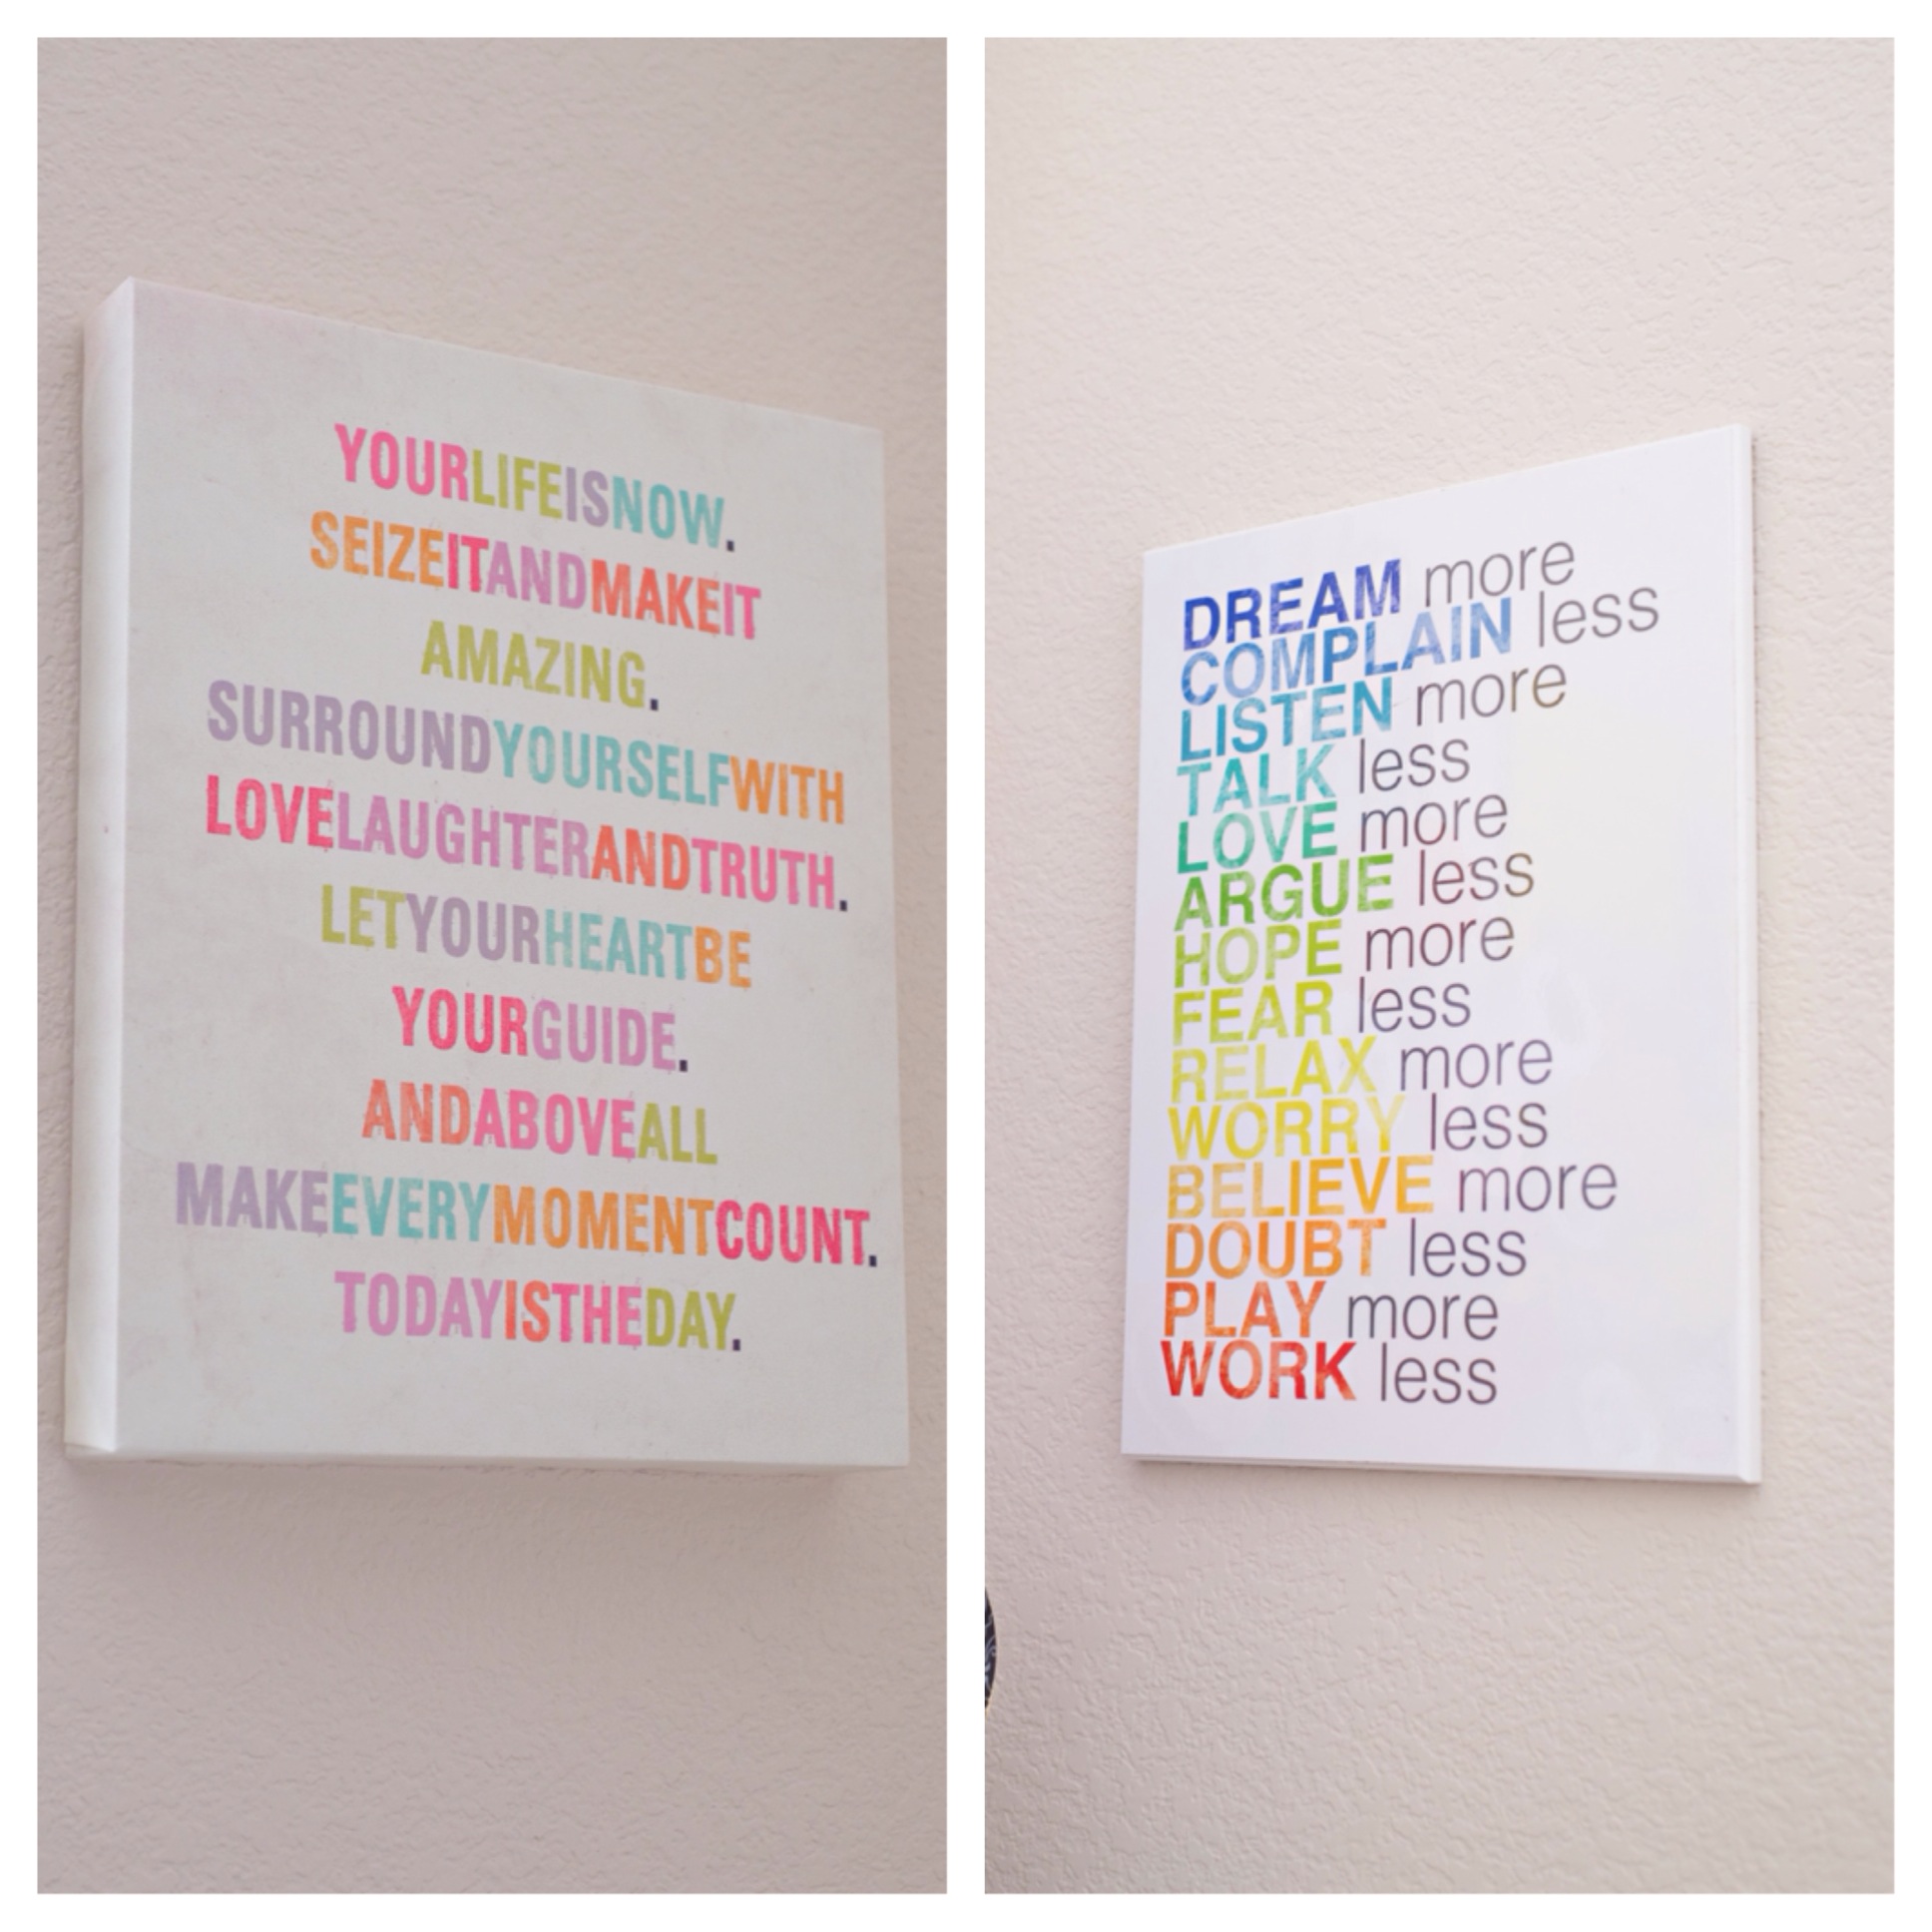 YOURLIFEISNOW.
SEIZEITANDMAKEIT
AMAZING.
SURROUNDYOURSELFWITH
LOVELAUGHTERANDTRUTH.
LETYOURHEARTBE
YOURGUIDE.
ANDABOVEALL
MAKEEVERYMOMENTCOUNT.
TODAYISTHEDAY.
DREAM more
COMPLAIN less
LISTEN more
TALK less
LOVE more
ARGUE less
HOPE more
FEAR less
RELAX more
WORRY less
BELIEVE more
DOUBT less
PLAY more
WORK less